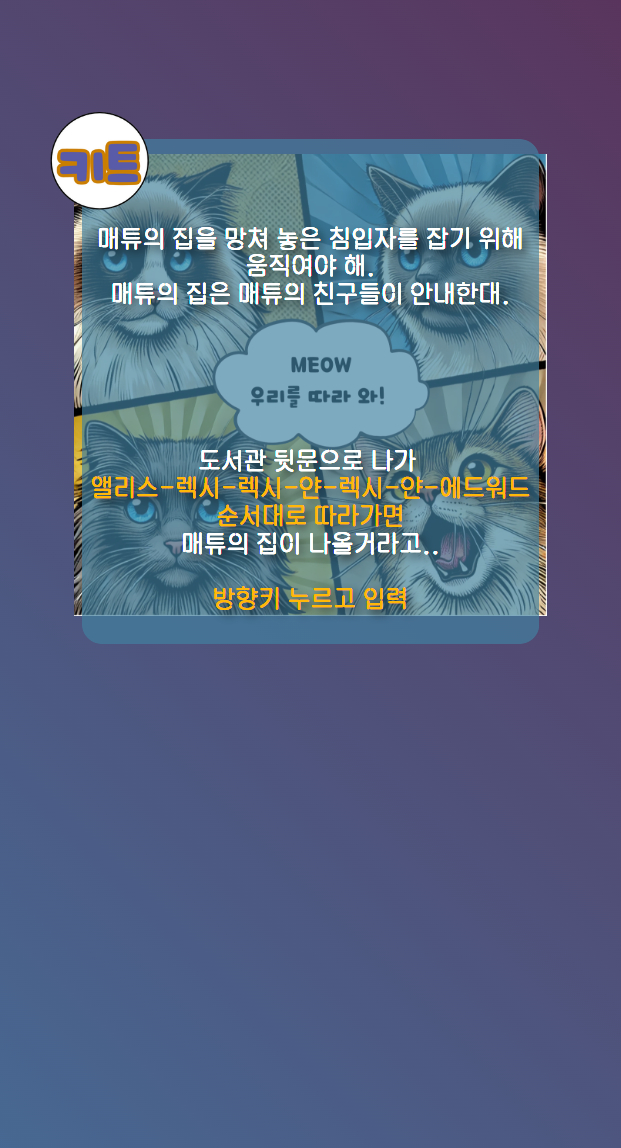 키트
매튜의 집을 망쳐 놓은 침입자를 잡기 위해
움직여야 해.
매튜의 집은 매튜의 친구들이 안내한대.
MEOW
우리를 따라 와!
도서관 뒷문으로 나가
앨리스-렉시-렉시-얀-렉시-얀-에드워드
순서대로 따라가면
매튜의 집이 나올거라고..
방향키 누르고 입력